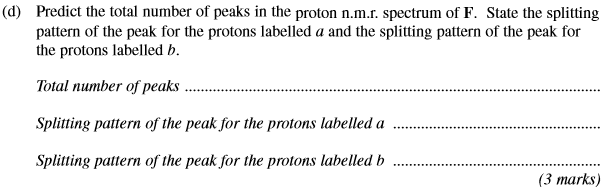 (d) Predict the total number of peaks in the proton n.m.r. spectrum of F. State the splitting
pattern of the peak for the protons labelled a and the splitting pattern of the peak for
the protons labelled b.
Total number of peaks ................................................................................
Splitting pattern of the peak for the protons labelled a ........................................
Splitting pattern of the peak for the protons labelled b ........................................
(3 marks)